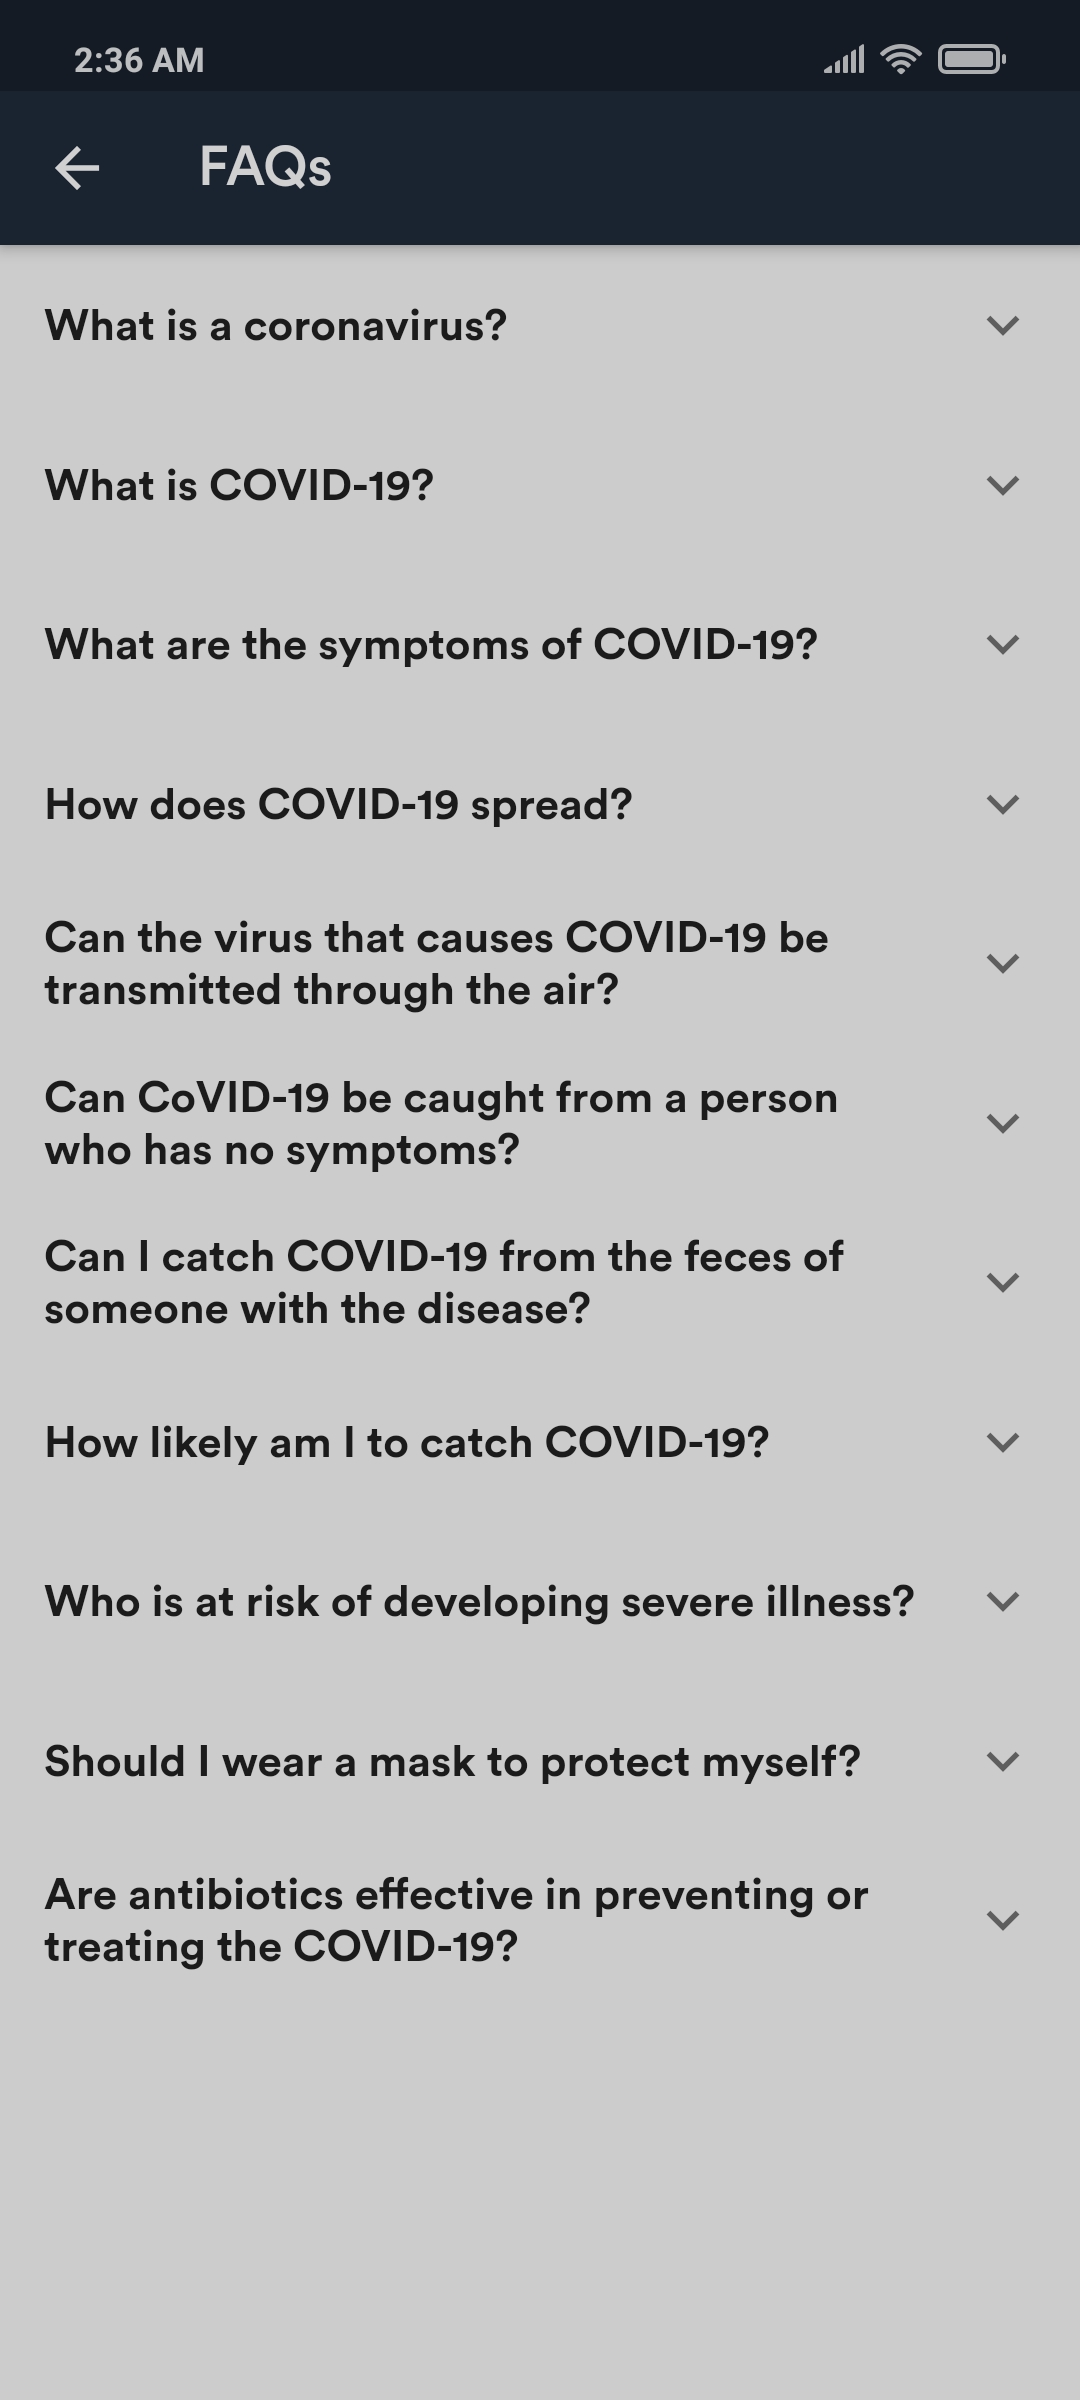 2:36 AM
FAQs
What is a coronavirus?
What is COVID-19?
What are the symptoms of COVID-19?
How does COVID-19 spread?
Can the virus that causes COVID-19 be
transmitted through the air?
Can CoVID-19 be caught from a person
who has no symptoms?
Can I catch COVID-19 from the feces of
someone with the disease?
How likely am I to catch COVID-19?
Who is at risk of developing severe illness?
Should I wear a mask to protect myself?
Are antibiotics effective in preventing or
treating the COVID-19?